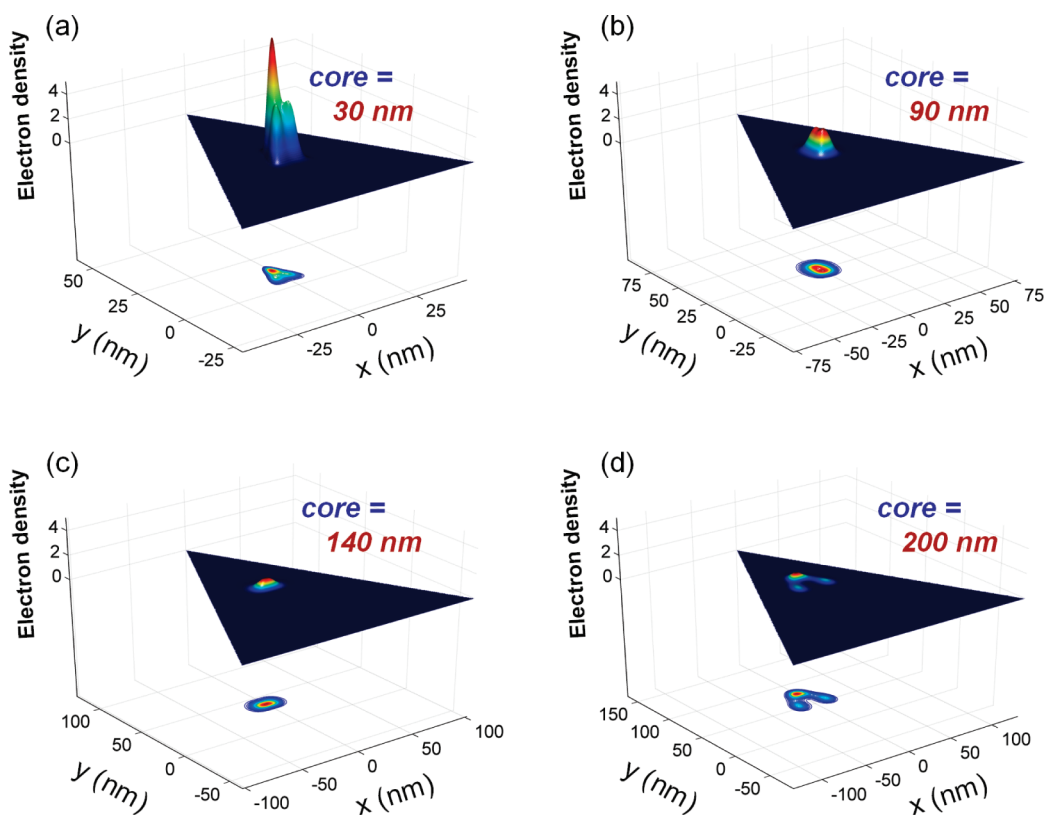 (a)
core =
30 nm
Electron density
4
2
0
50
25
0
-25
y (nm)
-25
0
25
x (nm)
(b)
core =
90 nm
Electron density
4
2
0
75
50
25
0
-25
y (nm)
-75
-50
-25
0
25
50
75
x (nm)
(c)
core =
140 nm
Electron density
4
2
0
100
50
0
-50
y (nm)
-100
-50
0
50
100
x (nm)
(d)
core =
200 nm
Electron density
4
2
0
150
100
50
0
-50
y (nm)
-100
-50
0
50
100
x (nm)